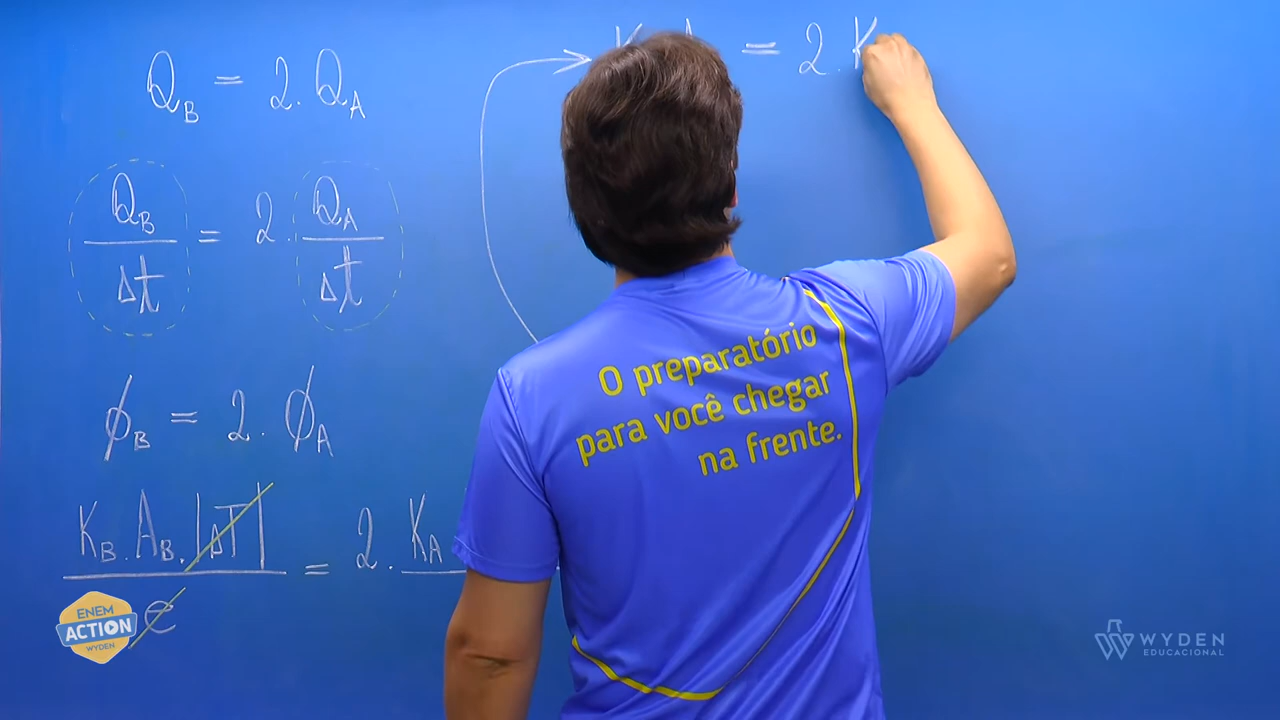 Q_B = 2. Q_A
Q_B/Δt = 2. Q_A/Δt
ϕ_B = 2. ϕ_A
K_B . A_B . |ΔT| / e = 2. K_A
= 2. K
O preparatório
para você chegar
na frente.
ENEM
ACTION
WYDEN
WYDEN
EDUCACIONAL